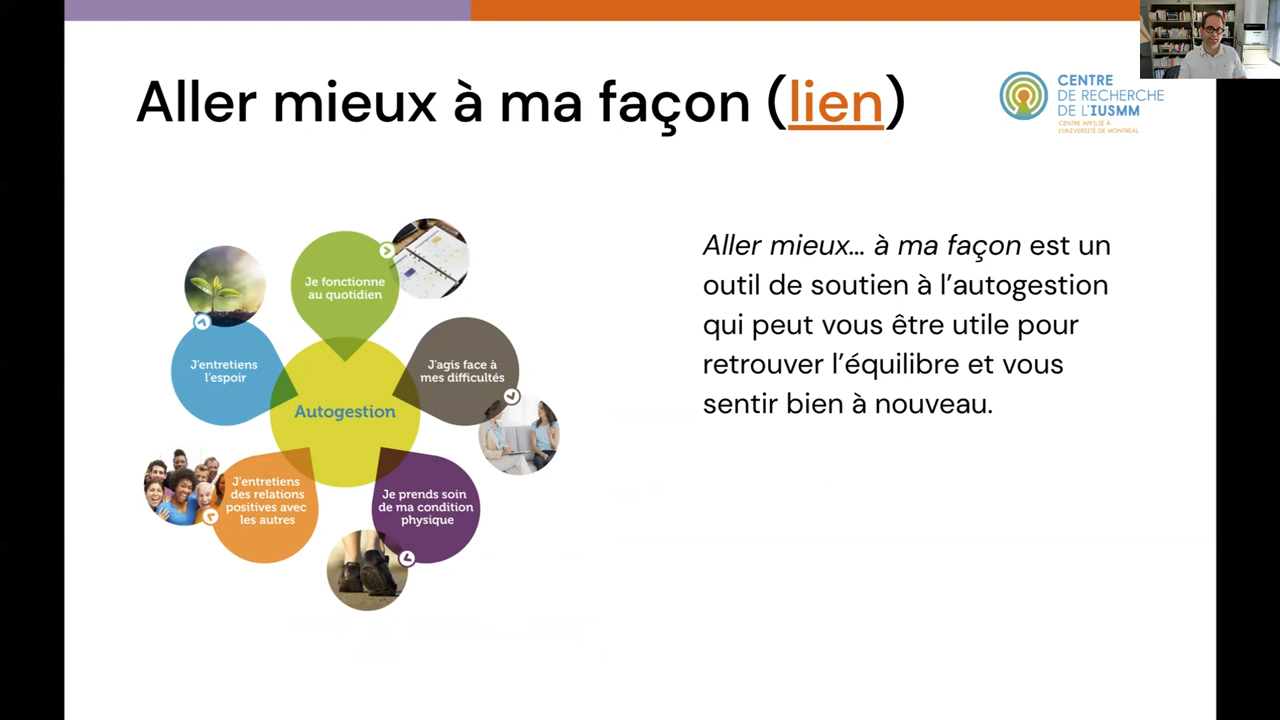 Aller mieux à ma façon (lien)
CENTRE
DE RECHERCHE
DE L'IUSMM
CENTRE AFFILIÉ À
L'UNIVERSITÉ DE MONTRÉAL
Je fonctionne
au quotidien
J'agis face à
mes difficultés
Je prends soin
de ma condition
physique
J'entretiens
des relations
positives avec
les autres
J'entretiens
l'espoir
Autogestion
Aller mieux… à ma façon est un
outil de soutien à l'autogestion
qui peut vous être utile pour
retrouver l'équilibre et vous
sentir bien à nouveau.